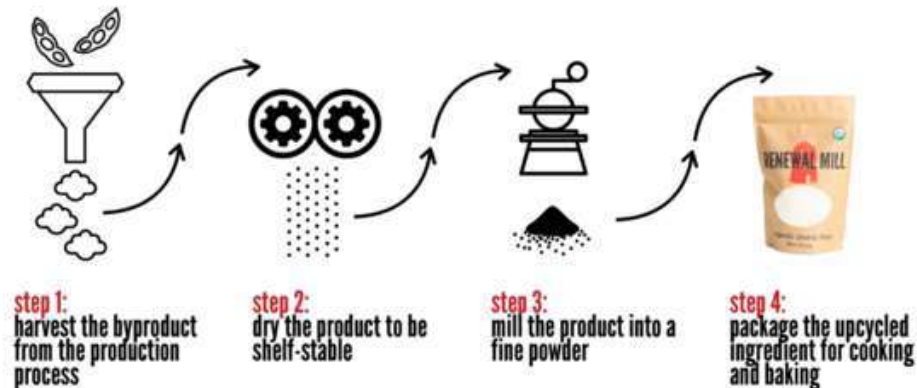 RENEWAL MILL
step 1:
harvest the byproduct
from the production
process
step 2:
dry the product to be
shelf-stable
step 3:
mill the product into a
fine powder
step 4:
package the upcycled
ingredient for cooking
and baking